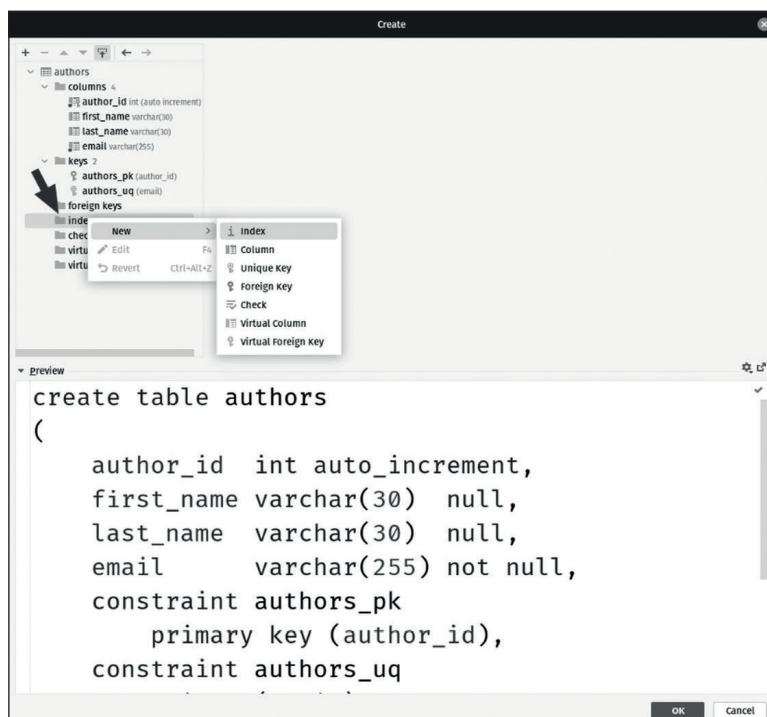 Create
authors
columns 4
author_id int (auto increment)
first_name varchar(30)
last_name varchar(30)
email varchar(255)
keys 2
authors_pk (author_id)
authors_uq (email)
foreign keys
inde
chec
virtu
virtu
New
Edit F4
Revert Ctrl+Alt+Z
Index
Column
Unique Key
Foreign Key
Check
Virtual Column
Virtual Foreign Key
Preview
create table authors
(
author_id int auto_increment,
first_name varchar(30) null,
last_name varchar(30) null,
email varchar(255) not null,
constraint authors_pk
primary key (author_id),
constraint authors_uq
OK Cancel